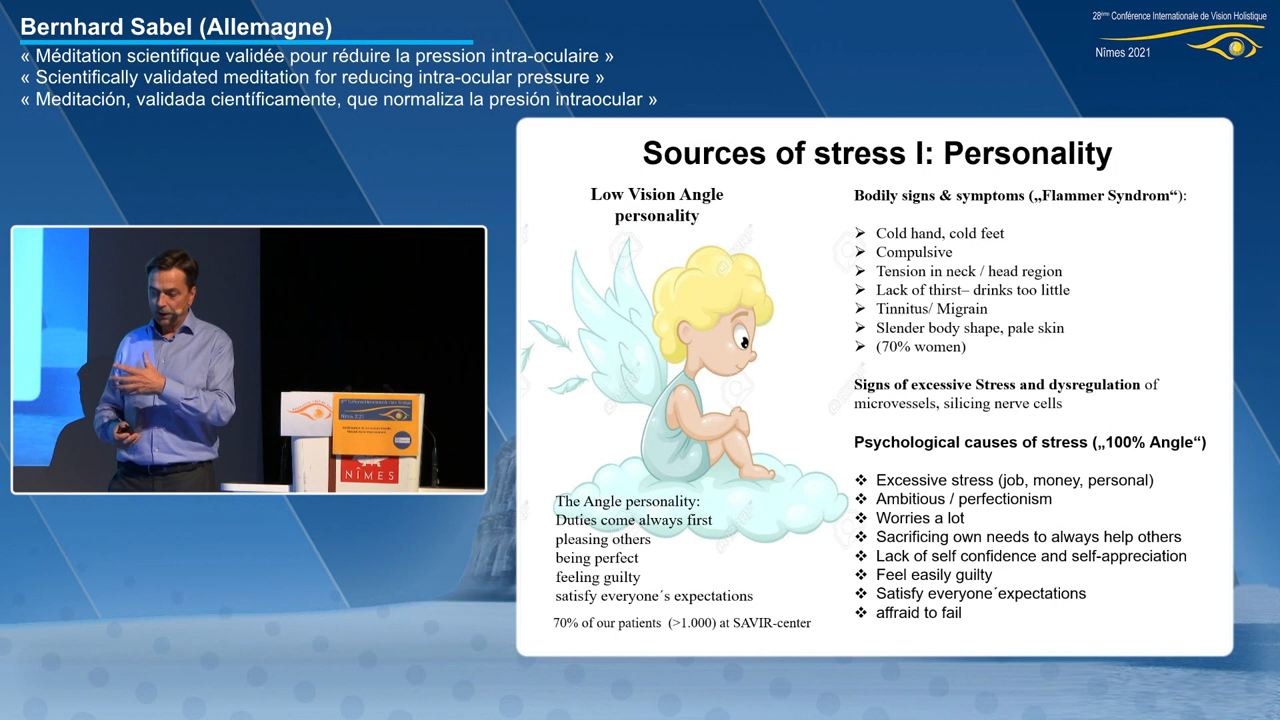 Bernhard Sabel (Allemagne)
« Méditation scientifique validée pour réduire la pression intra-oculaire »
« Scientifically validated meditation for reducing intra-ocular pressure »
« Meditación, validada científicamente, que normaliza la presión intraocular »
28ème Conférence Internationale de Vision Holistique
Nîmes 2021
Sources of stress I: Personality
Low Vision Angle
personality
The Angle personality:
Duties come always first
pleasing others
being perfect
feeling guilty
satisfy everyone´s expectations
70% of our patients (>1.000) at SAVIR-center
Bodily signs & symptoms („Flammer Syndrom“):
Cold hand, cold feet
Compulsive
Tension in neck / head region
Lack of thirst– drinks too little
Tinnitus/ Migrain
Slender body shape, pale skin
(70% women)
Signs of excessive Stress and dysregulation of
microvessels, silicing nerve cells
Psychological causes of stress („100% Angle“)
Excessive stress (job, money, personal)
Ambitious / perfectionism
Worries a lot
Sacrificing own needs to always help others
Lack of self confidence and self-appreciation
Feel easily guilty
Satisfy everyone´expectations
affraid to fail
Nîmes 2021
NÎMES